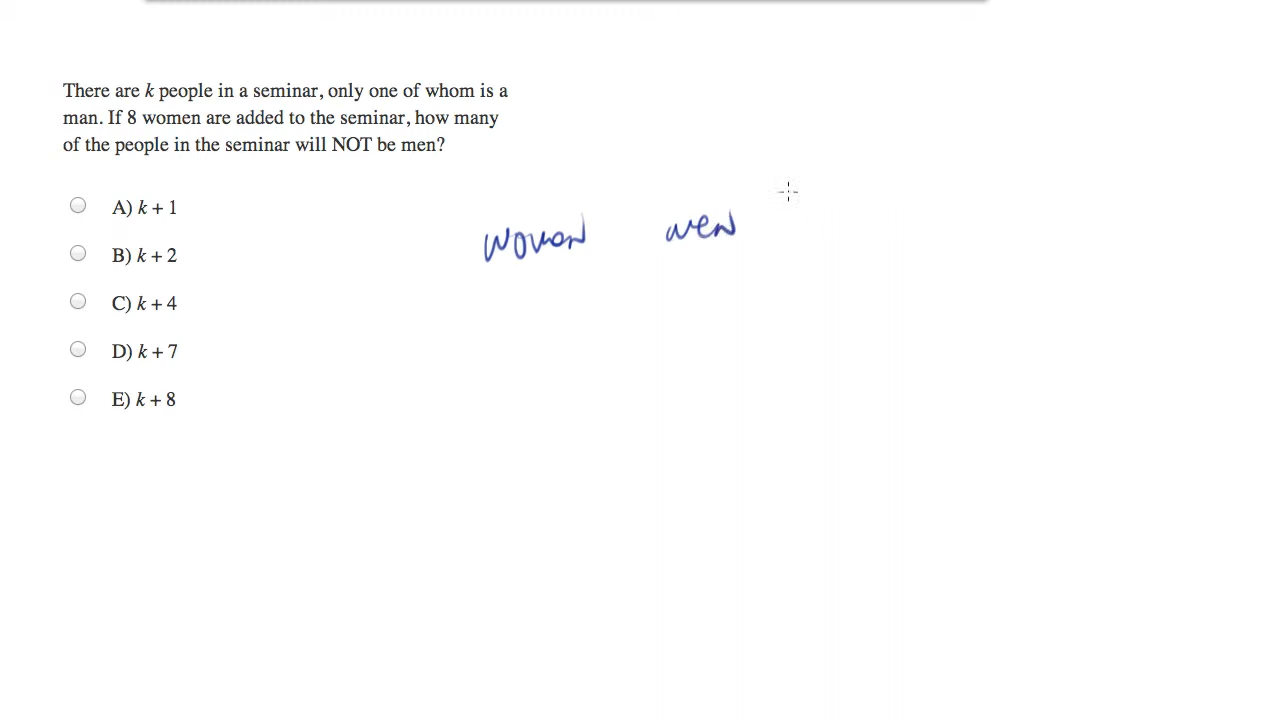 There are k people in a seminar, only one of whom is a
man. If 8 women are added to the seminar, how many
of the people in the seminar will NOT be men?
A) k + 1
B) k + 2
C) k + 4
D) k + 7
E) k + 8
women men